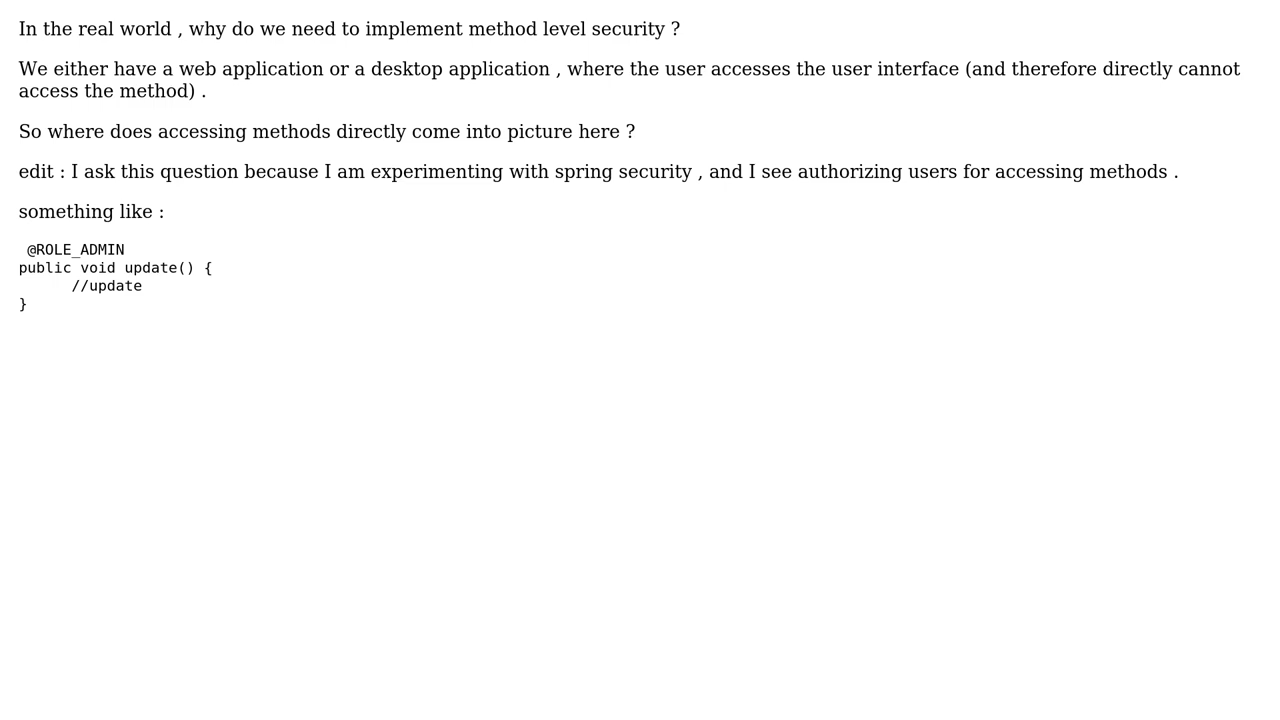 In the real world , why do we need to implement method level security ?
We either have a web application or a desktop application , where the user accesses the user interface (and therefore directly cannot
access the method) .
So where does accessing methods directly come into picture here ?
edit : I ask this question because I am experimenting with spring security , and I see authorizing users for accessing methods .
something like :
@ROLE_ADMIN
public void update() {
      //update
}